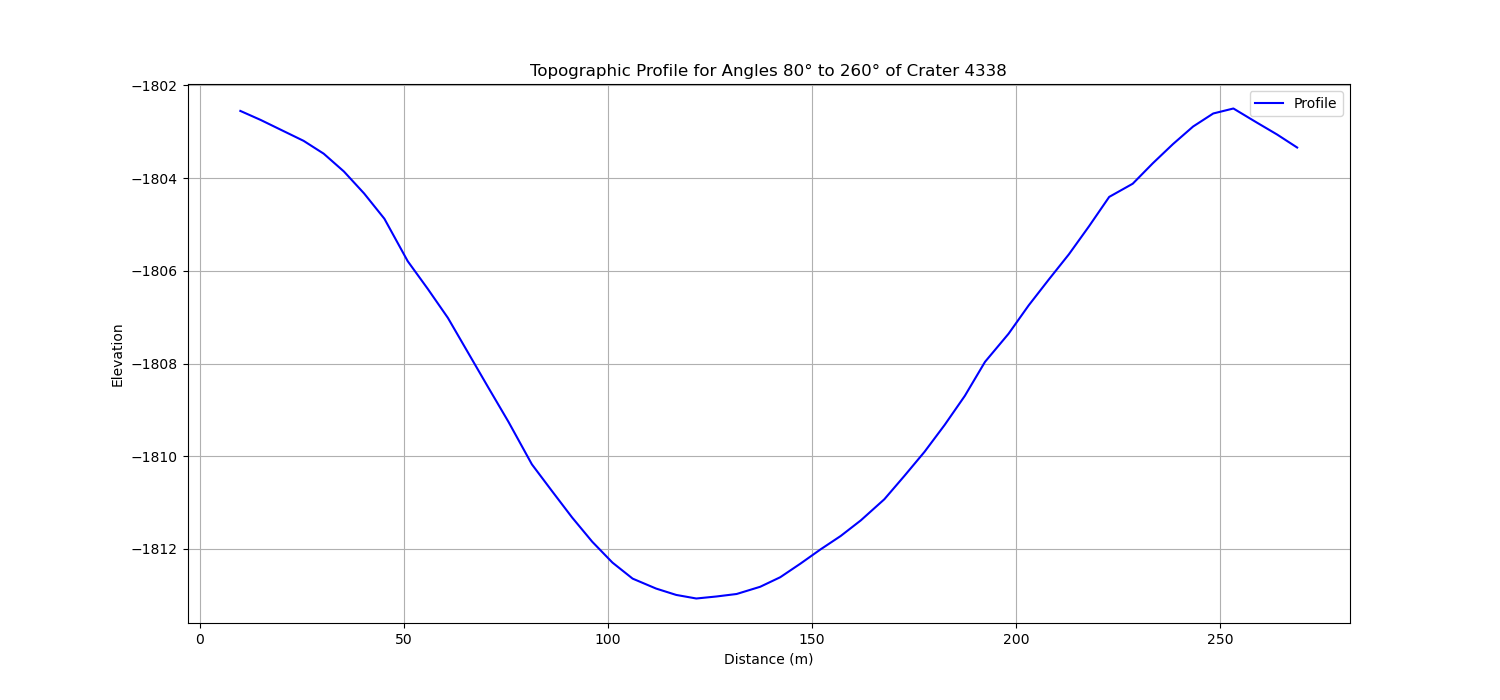 Topographic Profile for Angles 80° to 260° of Crater 4338
Profile
Elevation
−1802
−1804
−1806
−1808
−1810
−1812
0 50 100 150 200 250
Distance (m)